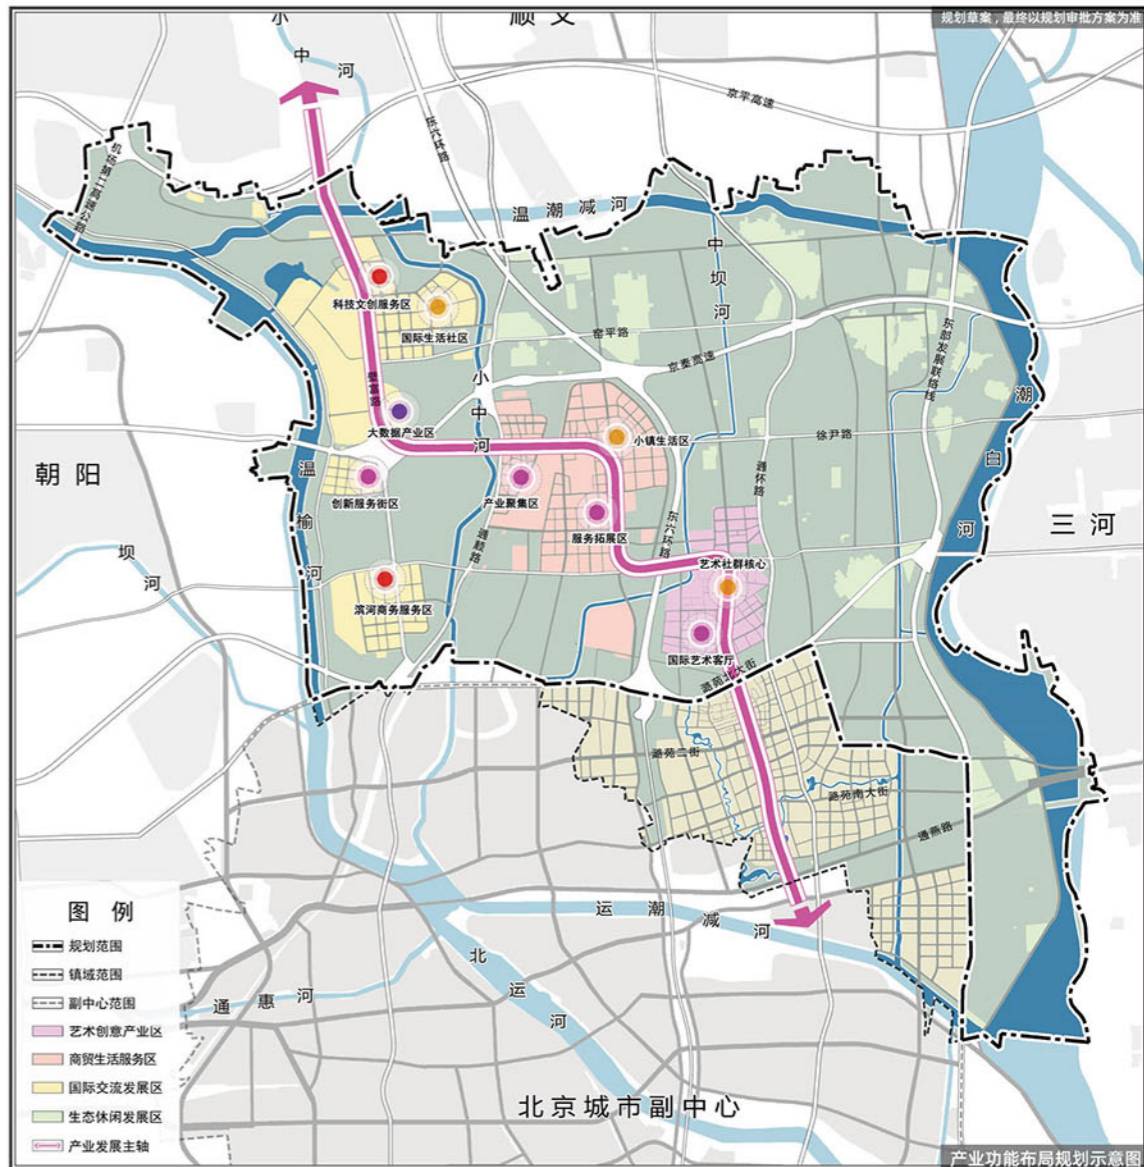 规划草案，最终以规划审批方案为准
顺义
小中河
京平高速
东六环路
机场第二高速公路
温潮减河
中坝河
科技文创服务区
国际生活社区
窑平路
京秦高速
东部发展联络线
壁富路
小中河
潮白河
大数据产业区
小镇生活区
徐尹路
朝阳
温榆河
创新服务街区
产业聚集区
通怀路
三河
服务拓展区
东六环路
坝河
通顺路
艺术社群核心
滨河商务服务区
国际艺术客厅
潞苑北大街
潞苑二街
潞苑南大街
通燕路
运潮减河
北运河
通惠河
北京城市副中心
图例
规划范围
镇域范围
副中心范围
艺术创意产业区
商贸生活服务区
国际交流发展区
生态休闲发展区
产业发展主轴
产业功能布局规划示意图